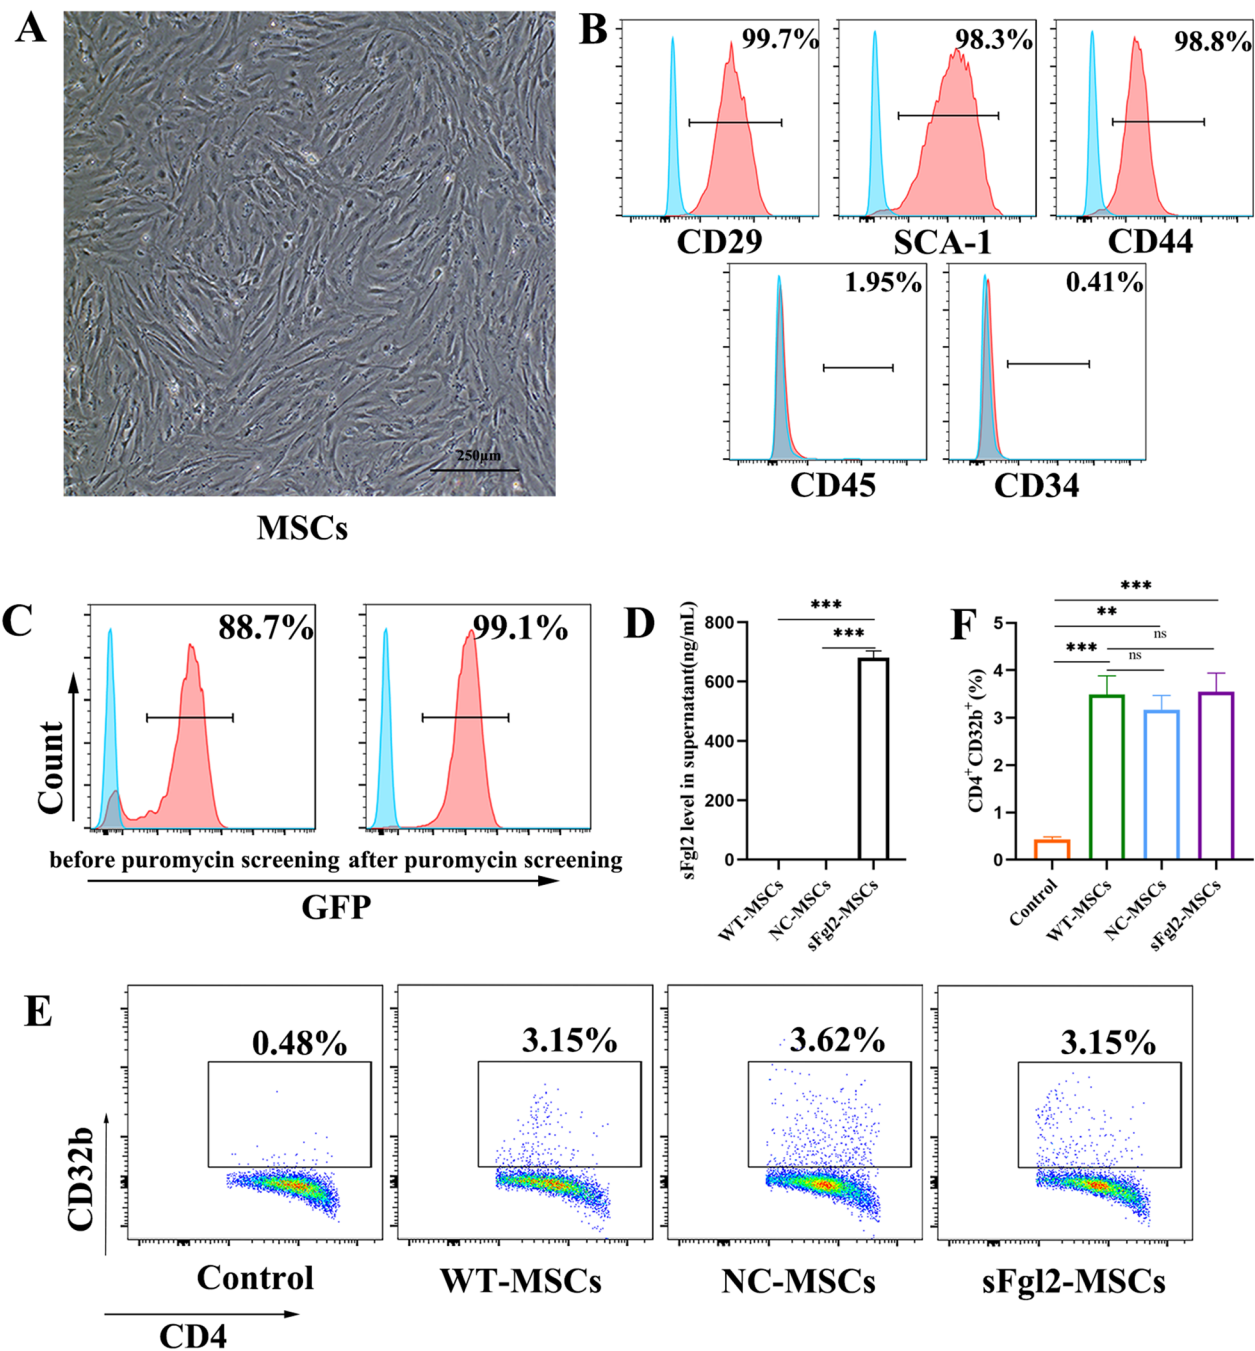 A
250μm
MSCs
B
99.7%
98.3%
98.8%
CD29
SCA-1
CD44
1.95%
0.41%
CD45
CD34
C
88.7%
99.1%
Count
before puromycin screening
after puromycin screening
GFP
D
sFgl2 level in supernatant(ng/mL)
800
600
400
200
0
***
***
WT-MSCs
NC-MSCs
sFgl2-MSCs
F
CD4+CD32b+(%)
5
4
3
2
1
0
***
**
***
ns
ns
Control
WT-MSCs
NC-MSCs
sFgl2-MSCs
E
0.48%
3.15%
3.62%
3.15%
CD32b
Control
WT-MSCs
NC-MSCs
sFgl2-MSCs
CD4